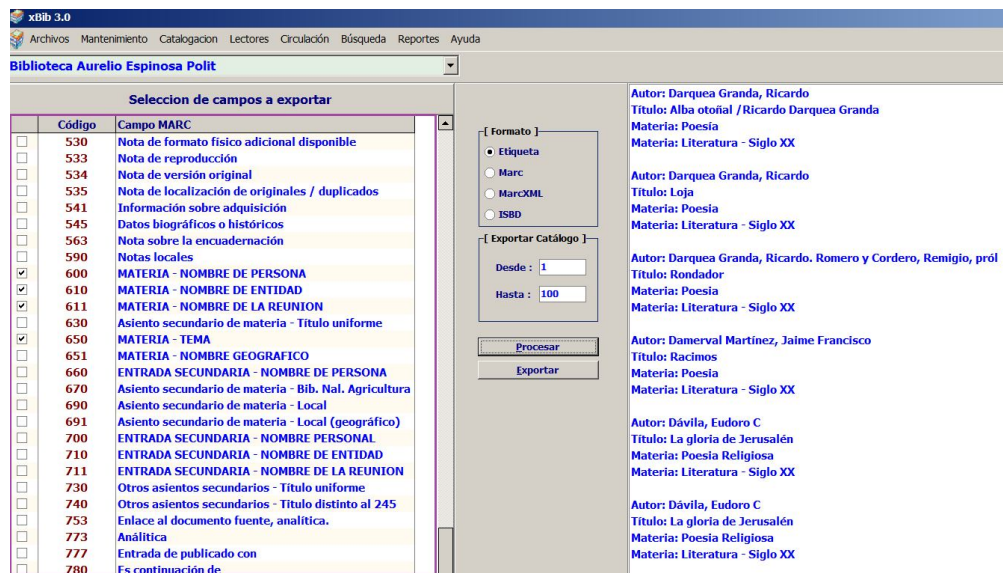 xBib 3.0
Archivos Mantenimiento Catalogacion Lectores Circulación Búsqueda Reportes Ayuda
Biblioteca Aurelio Espinosa Polit
Seleccion de campos a exportar
Código Campo MARC
530 Nota de formato físico adicional disponible
533 Nota de reproducción
534 Nota de versión original
535 Nota de localización de originales / duplicados
541 Información sobre adquisición
545 Datos biográficos o históricos
563 Nota sobre la encuadernación
590 Notas locales
600 MATERIA - NOMBRE DE PERSONA
610 MATERIA - NOMBRE DE ENTIDAD
611 MATERIA - NOMBRE DE LA REUNION
630 Asiento secundario de materia - Título uniforme
650 MATERIA - TEMA
651 MATERIA - NOMBRE GEOGRAFICO
660 ENTRADA SECUNDARIA - NOMBRE DE PERSONA
670 Asiento secundario de materia - Bib. Nal. Agricultura
690 Asiento secundario de materia - Local
691 Asiento secundario de materia - Local (geográfico)
700 ENTRADA SECUNDARIA - NOMBRE PERSONAL
710 ENTRADA SECUNDARIA - NOMBRE DE ENTIDAD
711 ENTRADA SECUNDARIA - NOMBRE DE LA REUNION
730 Otros asientos secundarios - Título uniforme
740 Otros asientos secundarios - Título distinto al 245
753 Enlace al documento fuente, analítica.
773 Análitica
777 Entrada de publicado con
780 Es continuación de
[ Formato ]
Etiqueta
Marc
MarcXML
ISBD
[ Exportar Catálogo ]
Desde : 1
Hasta : 100
Procesar
Exportar
Autor: Darquea Granda, Ricardo
Título: Alba otoñal /Ricardo Darquea Granda
Materia: Poesía
Materia: Literatura - Siglo XX
Autor: Darquea Granda, Ricardo
Título: Loja
Materia: Poesia
Materia: Literatura - Siglo XX
Autor: Darquea Granda, Ricardo. Romero y Cordero, Remigio, pról
Título: Rondador
Materia: Poesia
Materia: Literatura - Siglo XX
Autor: Damerval Martínez, Jaime Francisco
Título: Racimos
Materia: Poesia
Materia: Literatura - Siglo XX
Autor: Dávila, Eudoro C
Título: La gloria de Jerusalén
Materia: Poesia Religiosa
Materia: Literatura - Siglo XX
Autor: Dávila, Eudoro C
Título: La gloria de Jerusalén
Materia: Poesia Religiosa
Materia: Literatura - Siglo XX